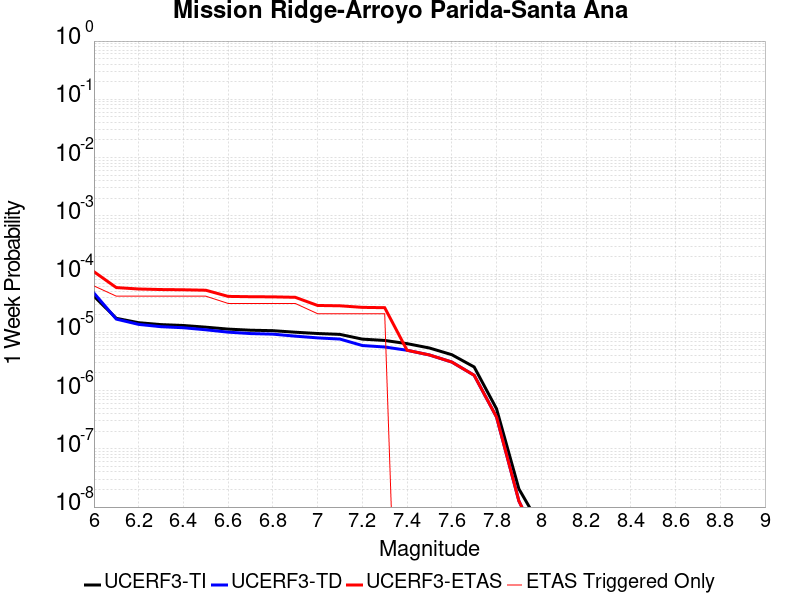 Mission Ridge-Arroyo Parida-Santa Ana
10^0
10^-1
10^-2
10^-3
10^-4
10^-5
10^-6
10^-7
10^-8
1 Week Probability
6 6.2 6.4 6.6 6.8 7 7.2 7.4 7.6 7.8 8 8.2 8.4 8.6 8.8 9
Magnitude
UCERF3-TI UCERF3-TD UCERF3-ETAS ETAS Triggered Only